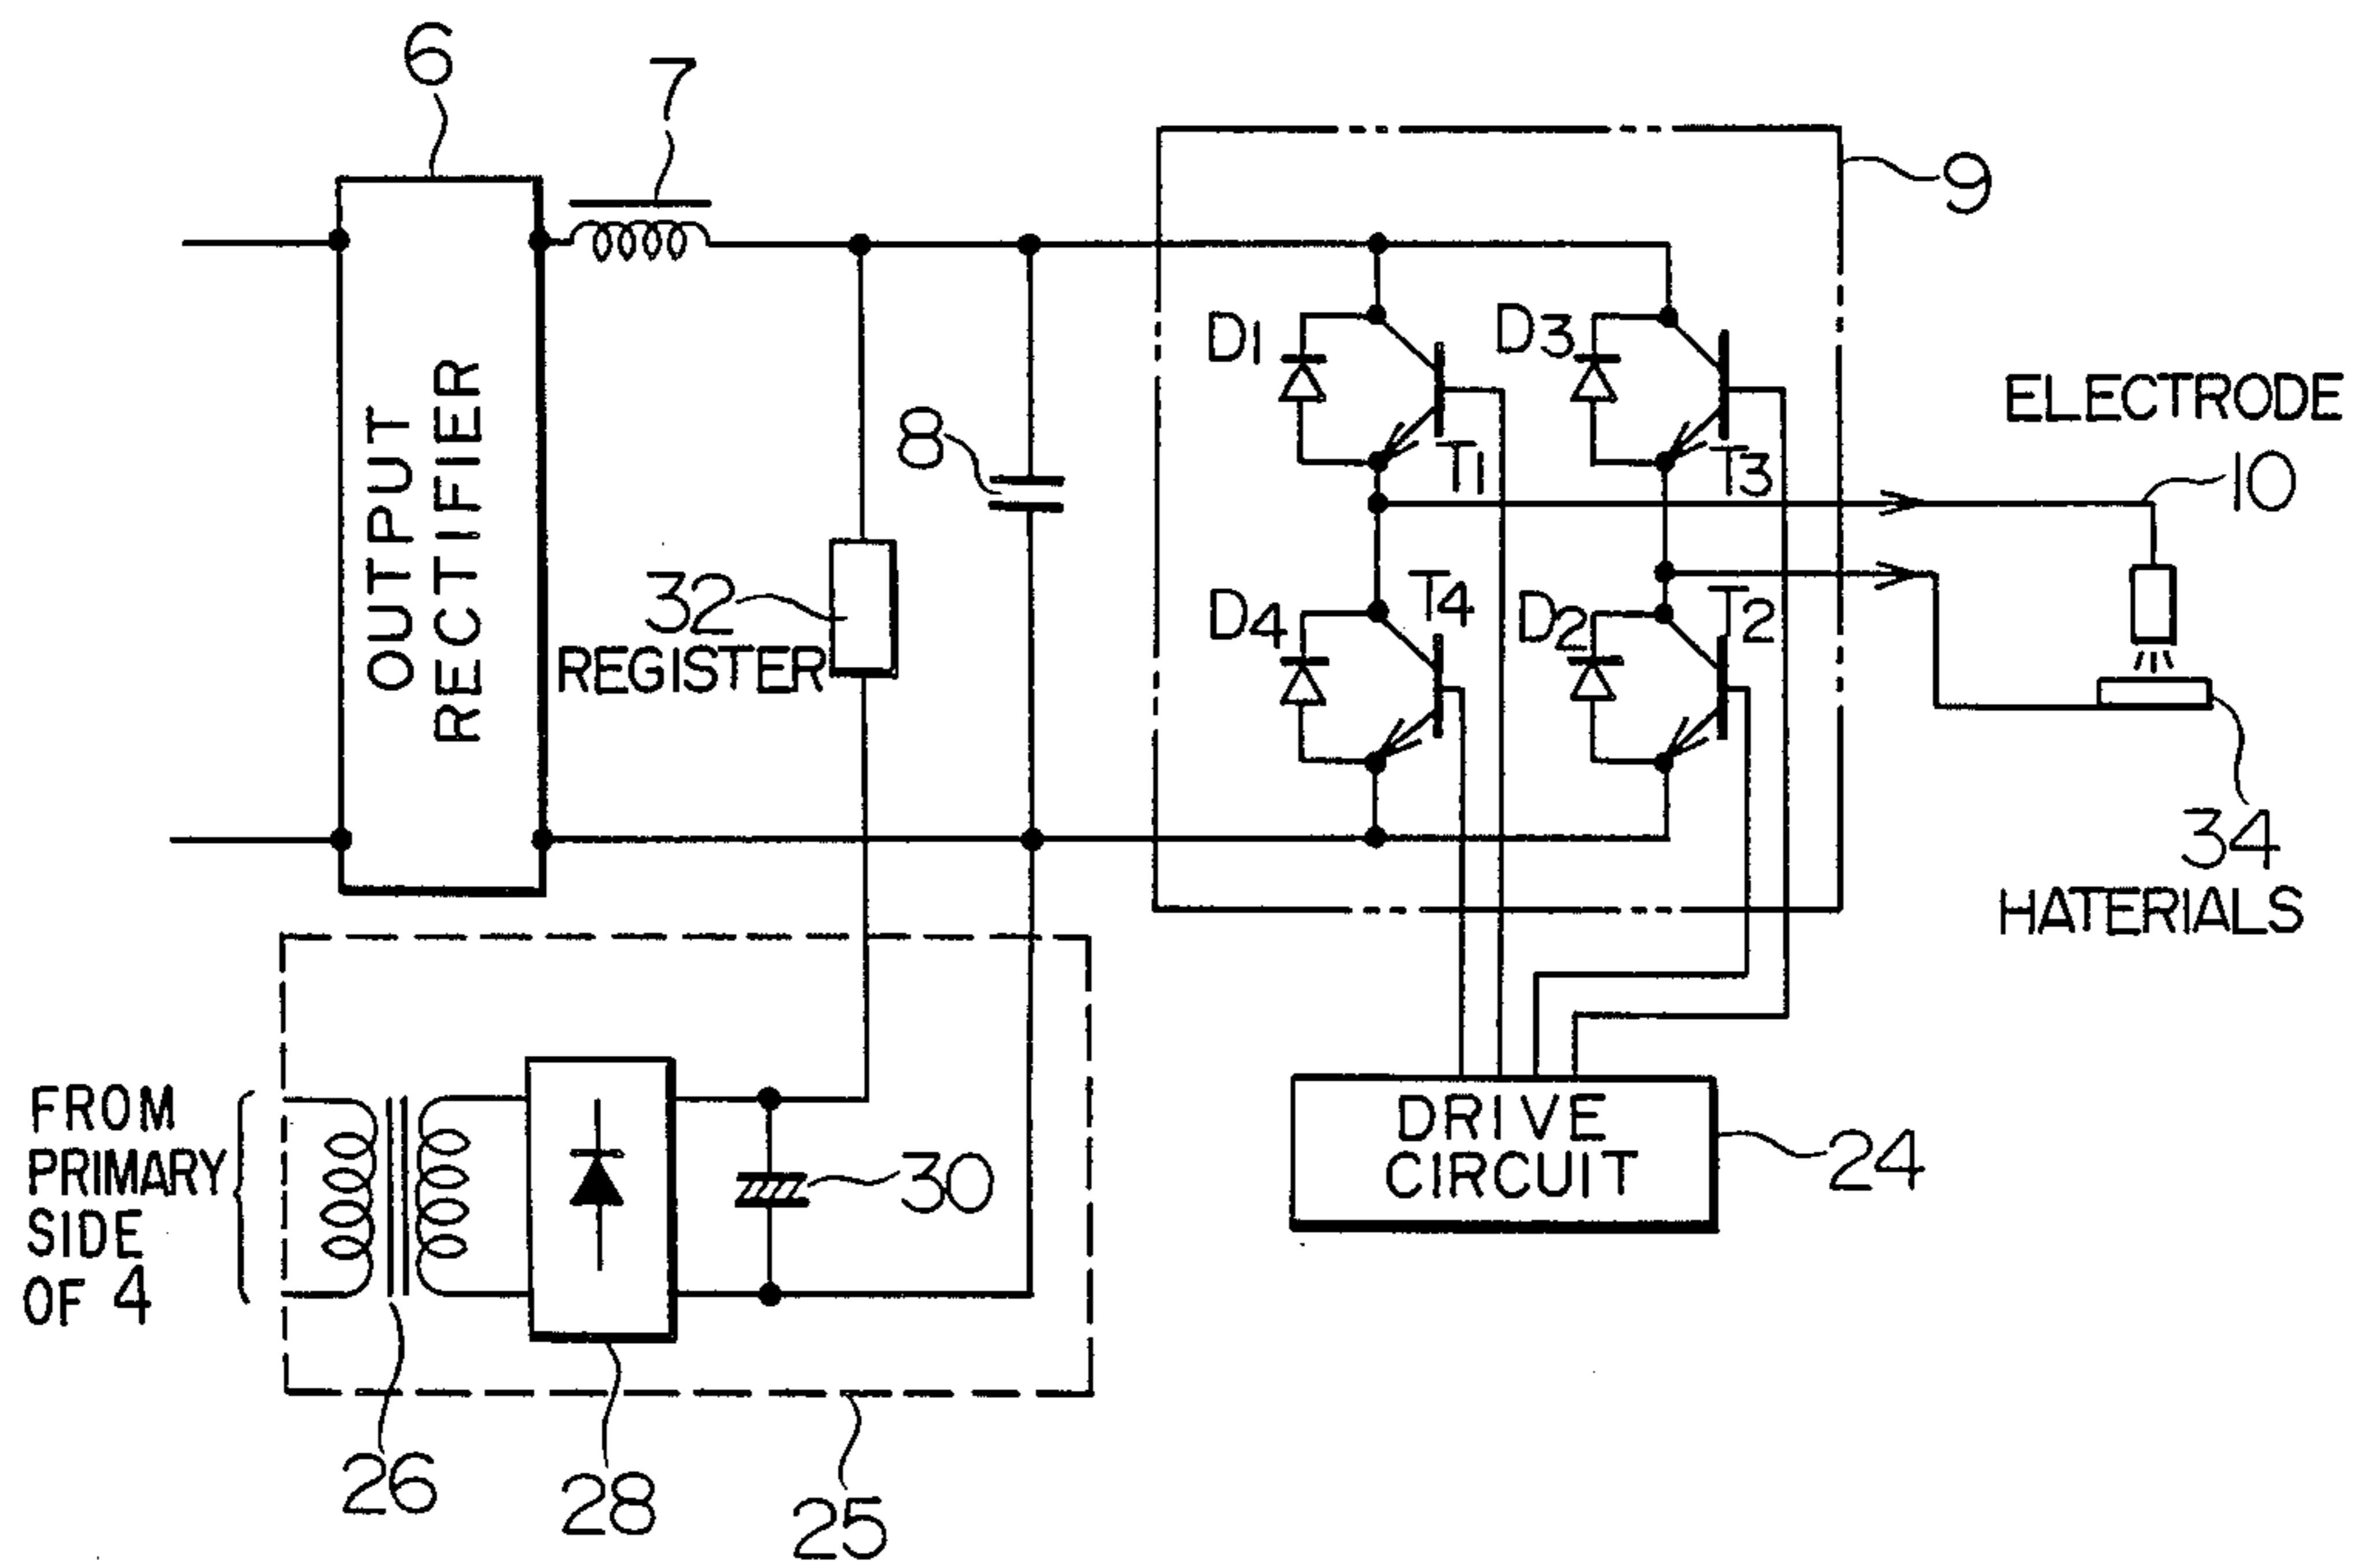 6
7
9
OUTPUT
RECTIFIER
D1
D3
8
T1
T3
ELECTRODE
10
32
REGISTER
D4
T4
D2
T2
34
HATERIALS
FROM
PRIMARY
SIDE
OF 4
30
DRIVE
CIRCUIT
24
26
28
25